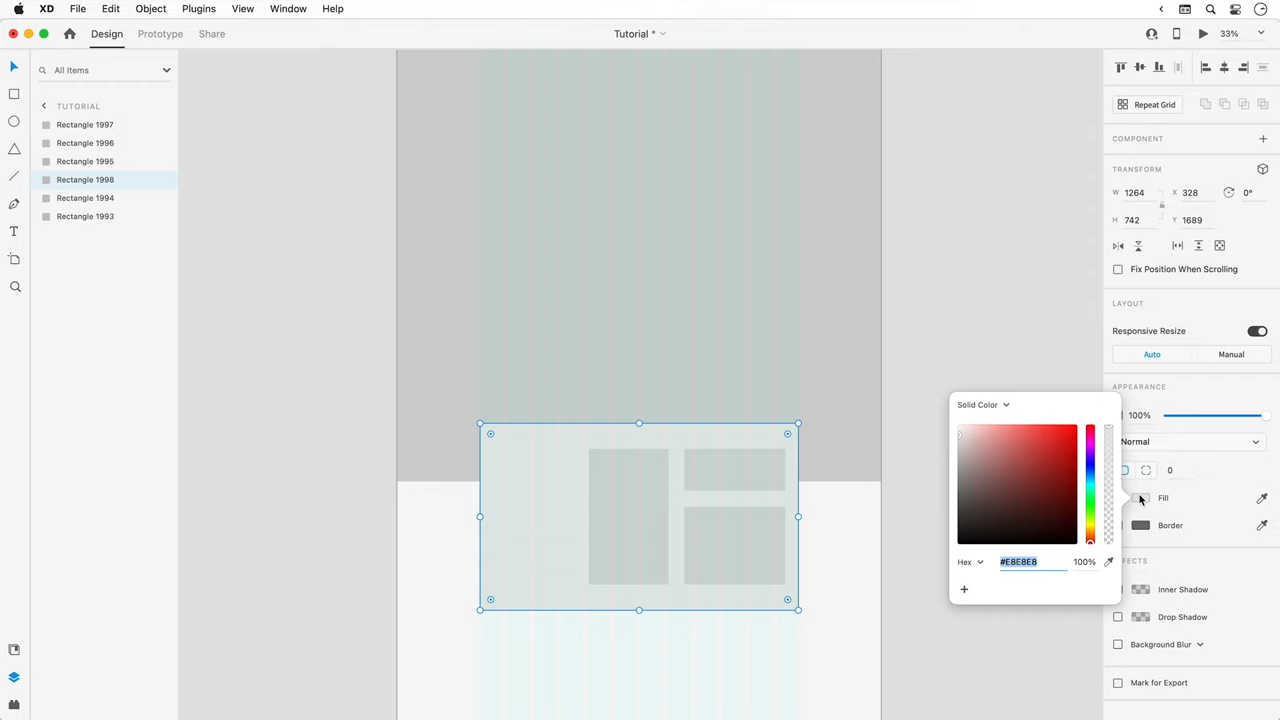 XD File Edit Object Plugins View Window Help
Design Prototype Share Tutorial * 33%
All Items
TUTORIAL
Rectangle 1997
Rectangle 1996
Rectangle 1995
Rectangle 1998
Rectangle 1994
Rectangle 1993
Repeat Grid
COMPONENT
TRANSFORM
W 1264 X 328 0°
H 742 Y 1689
Fix Position When Scrolling
LAYOUT
Responsive Resize
Auto Manual
APPEARANCE
100%
Normal
0
Fill
Border
Solid Color
Hex #E8E8E8 100%
FFECTS
Inner Shadow
Drop Shadow
Background Blur
Mark for Export